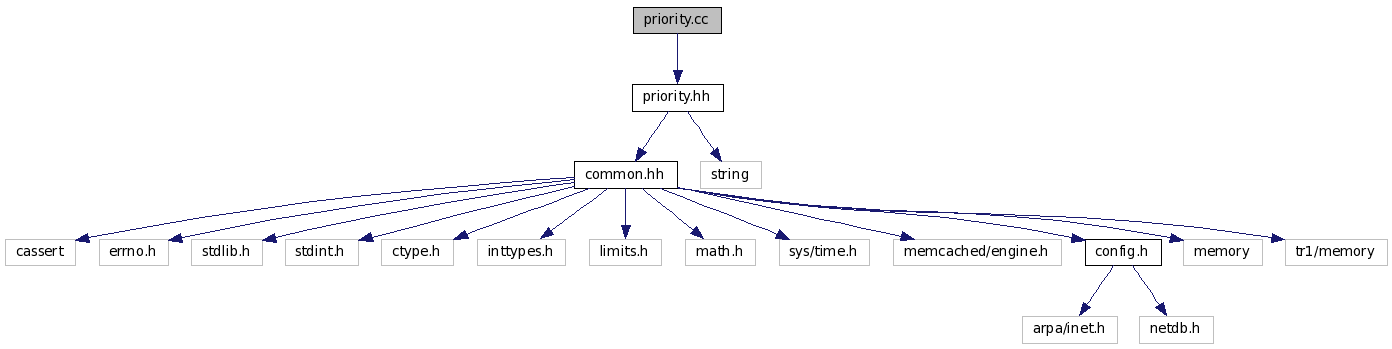 priority.cc
priority.hh
common.hh
string
cassert
errno.h
stdlib.h
stdint.h
ctype.h
inttypes.h
limits.h
math.h
sys/time.h
memcached/engine.h
config.h
memory
tr1/memory
arpa/inet.h
netdb.h